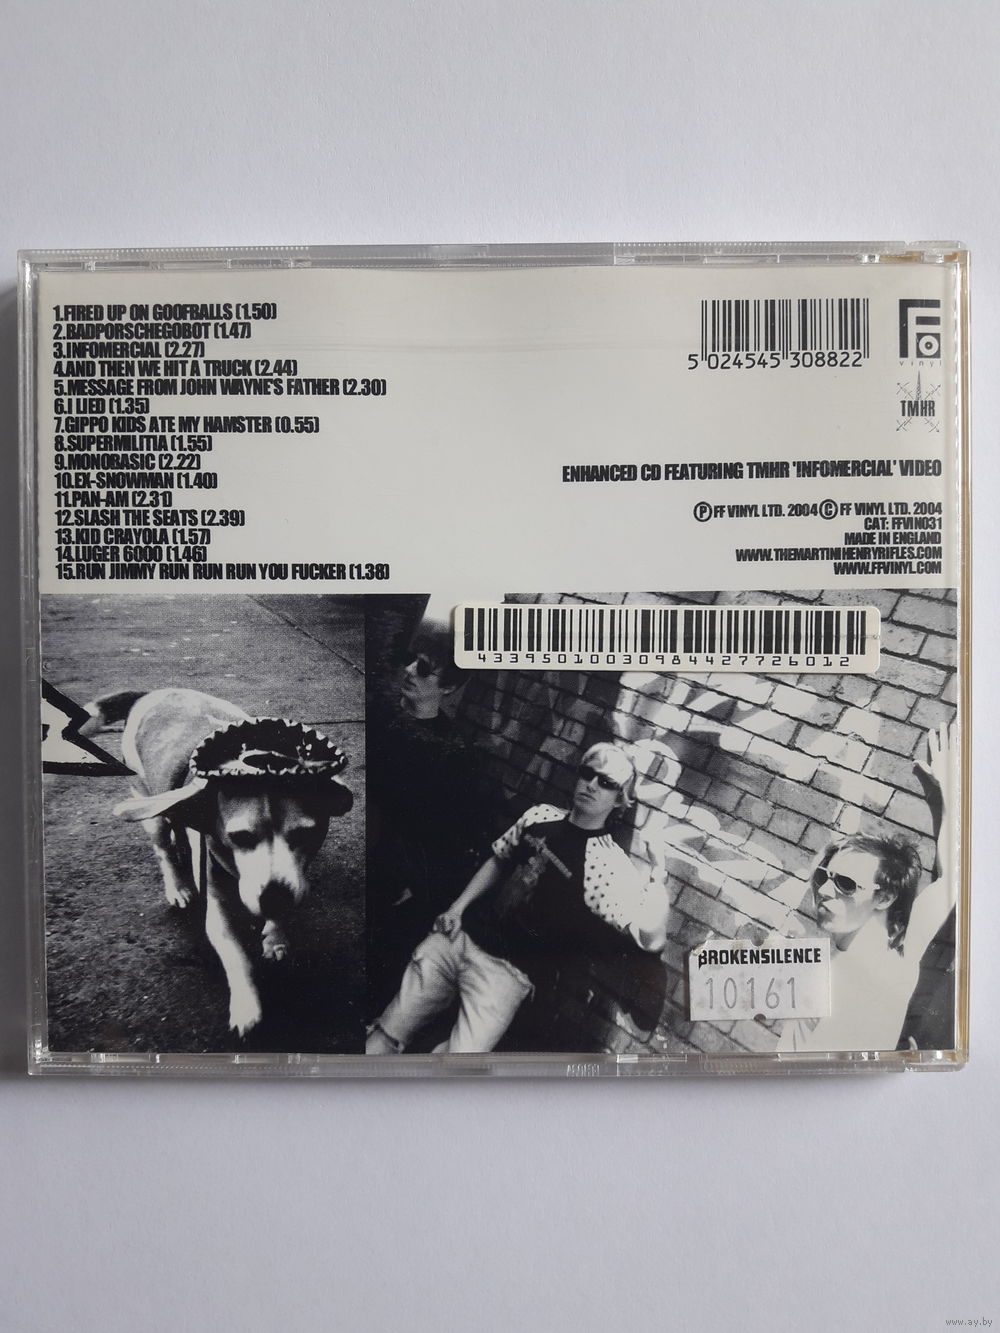 1.FIRED UP ON GOOFBALLS (1.50)
2.BADPORSCHEGOBOT (1.47)
3.INFOMERCIAL (2.27)
4.AND THEN WE HIT A TRUCK (2.44)
5.MESSAGE FROM JOHN WAYNE'S FATHER (2.30)
6.I LIED (1.35)
7.GIPPO KIDS ATE MY HAMSTER (0.55)
8.SUPERMILITIA (1.55)
9.MONOBASIC (2.22)
10.EX-SNOWMAN (1.40)
11.PAN-AM (2.31)
12.SLASH THE SEATS (2.39)
13.KID CRAYOLA (1.57)
14.LUGER 6000 (1.46)
15.RUN JIMMY RUN RUN RUN YOU FUCKER (1.38)
5 024545 308822
vinyl
TMHR
ENHANCED CD FEATURING TMHR 'INFOMERCIAL' VIDEO
Ⓟ FF VINYL LTD. 2004 © FF VINYL LTD. 2004
CAT: FFVIN031
MADE IN ENGLAND
WWW.THEMARTINIHENRYRIFLES.COM
WWW.FFVINYL.COM
43395010030984427726012
BROKENSILENCE
10161
www.ay.by